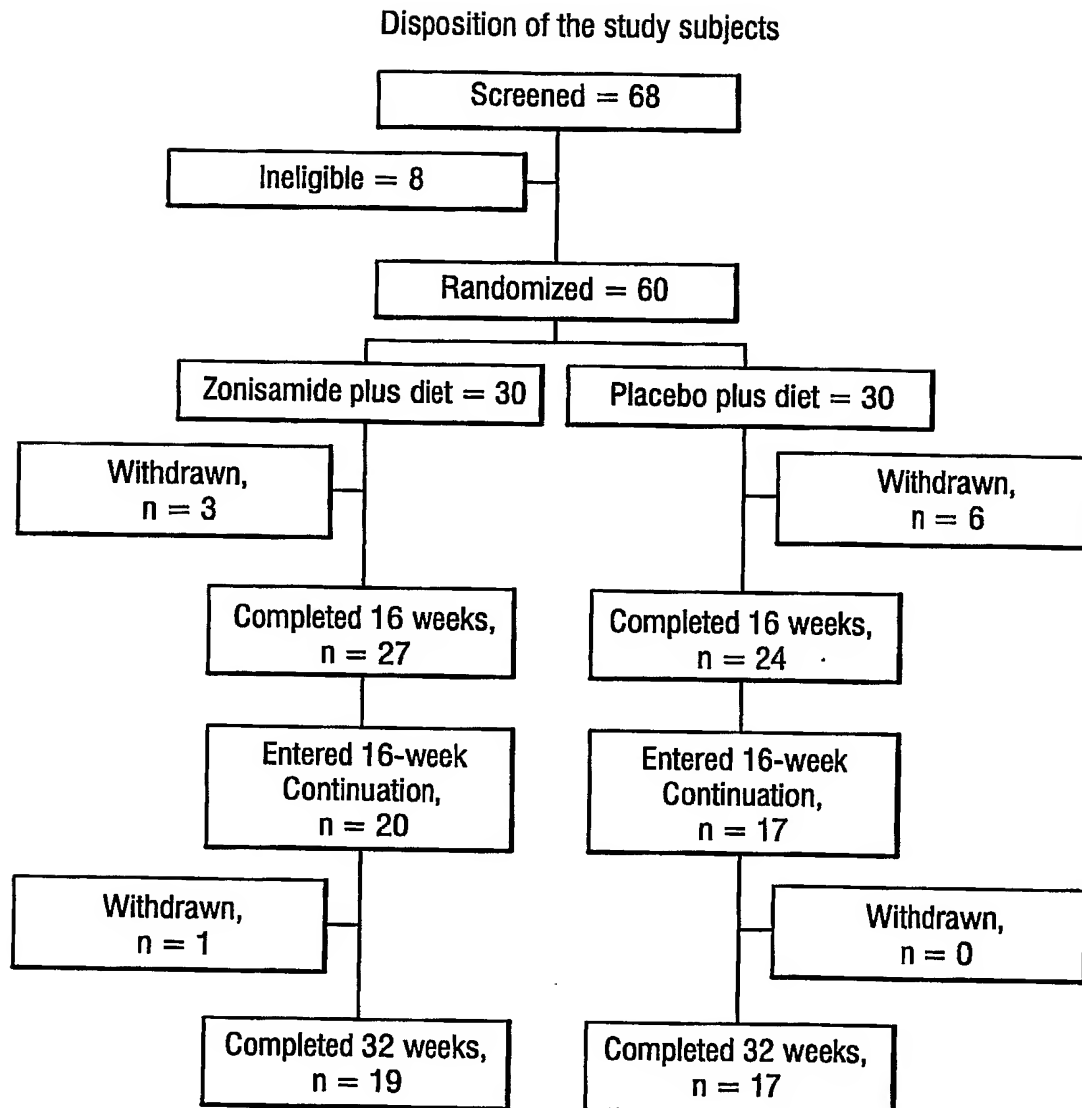 Disposition of the study subjects
Screened = 68
Ineligible = 8
Randomized = 60
Zonisamide plus diet = 30
Placebo plus diet = 30
Withdrawn,
n = 3
Withdrawn,
n = 6
Completed 16 weeks,
n = 27
Completed 16 weeks,
n = 24
Entered 16-week
Continuation,
n = 20
Entered 16-week
Continuation,
n = 17
Withdrawn,
n = 1
Withdrawn,
n = 0
Completed 32 weeks,
n = 19
Completed 32 weeks,
n = 17